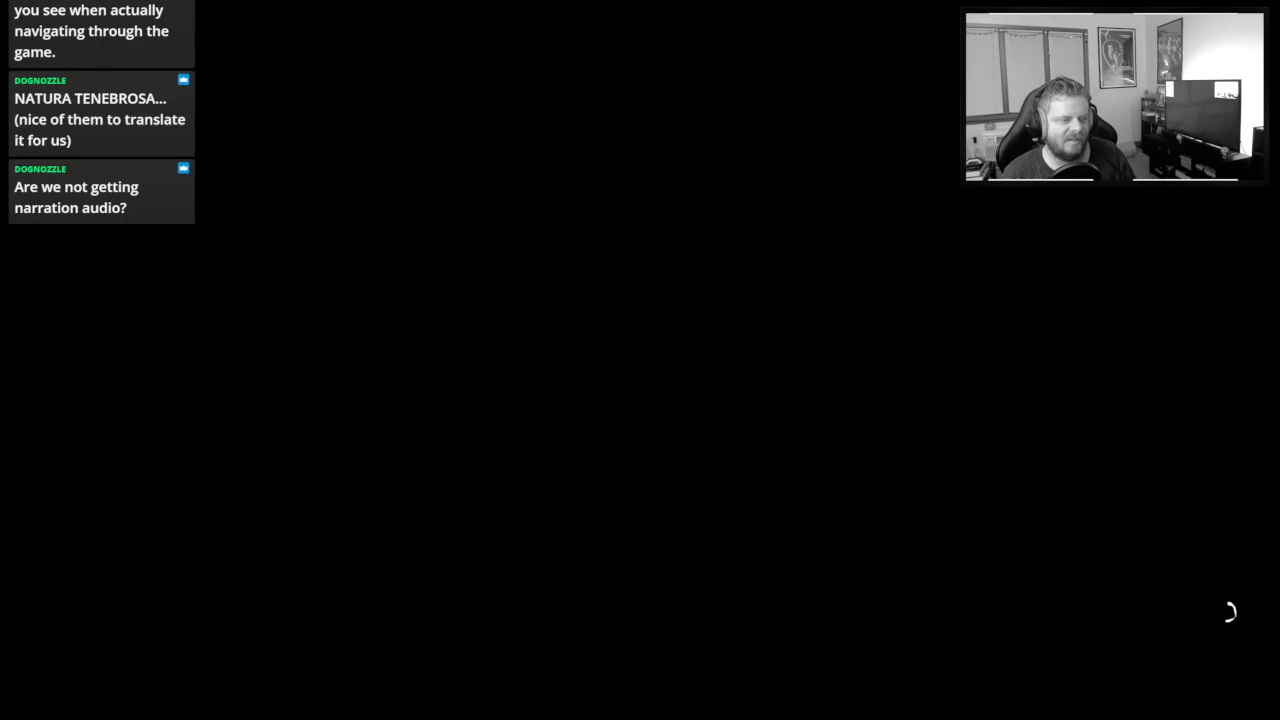 you see when actually
navigating through the
game.
DOGNOZZLE
NATURA TENEBROSA...
(nice of them to translate
it for us)
DOGNOZZLE
Are we not getting
narration audio?